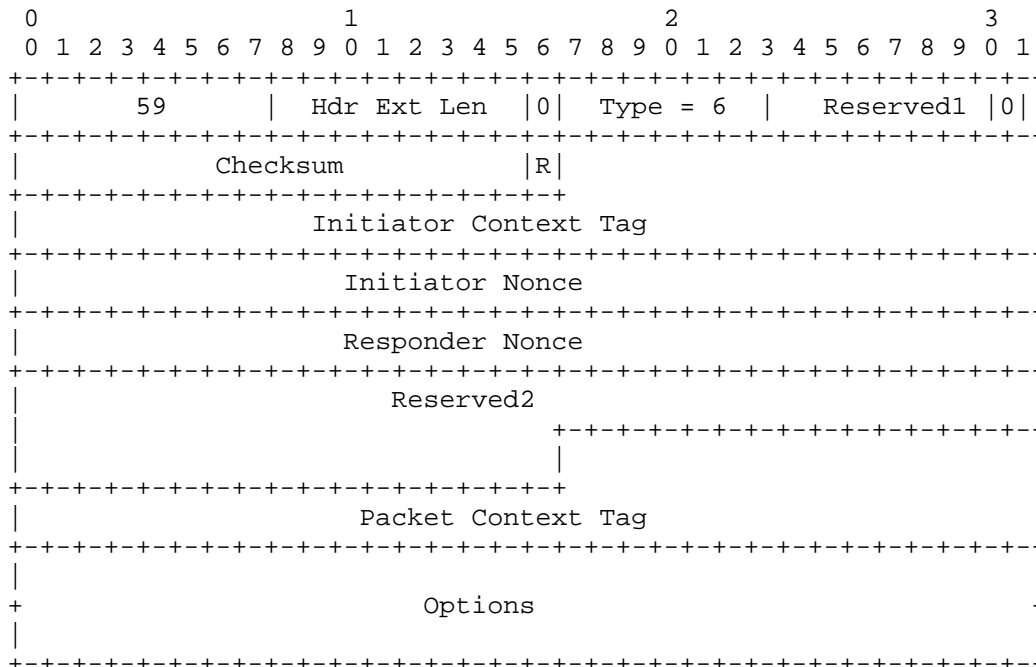 0                   1                   2                   3
 0 1 2 3 4 5 6 7 8 9 0 1 2 3 4 5 6 7 8 9 0 1 2 3 4 5 6 7 8 9 0 1
+-+-+-+-+-+-+-+-+-+-+-+-+-+-+-+-+-+-+-+-+-+-+-+-+-+-+-+-+-+-+-+-
|       59      |  Hdr Ext Len  |0|  Type = 6   |   Reserved1 |0|
+-+-+-+-+-+-+-+-+-+-+-+-+-+-+-+-+-+-+-+-+-+-+-+-+-+-+-+-+-+-+-+-
|            Checksum           |R|
+-+-+-+-+-+-+-+-+-+-+-+-+-+-+-+-+-+
|                  Initiator Context Tag
+-+-+-+-+-+-+-+-+-+-+-+-+-+-+-+-+-+-+-+-+-+-+-+-+-+-+-+-+-+-+-+-
|                    Initiator Nonce
+-+-+-+-+-+-+-+-+-+-+-+-+-+-+-+-+-+-+-+-+-+-+-+-+-+-+-+-+-+-+-+-
|                    Responder Nonce
+-+-+-+-+-+-+-+-+-+-+-+-+-+-+-+-+-+-+-+-+-+-+-+-+-+-+-+-+-+-+-+-
|                       Reserved2
|                                 +-+-+-+-+-+-+-+-+-+-+-+-+-+-+-
|                                 |
+-+-+-+-+-+-+-+-+-+-+-+-+-+-+-+-+-+
|                     Packet Context Tag
+-+-+-+-+-+-+-+-+-+-+-+-+-+-+-+-+-+-+-+-+-+-+-+-+-+-+-+-+-+-+-+-
|
+                         Options                               -
|
+-+-+-+-+-+-+-+-+-+-+-+-+-+-+-+-+-+-+-+-+-+-+-+-+-+-+-+-+-+-+-+-